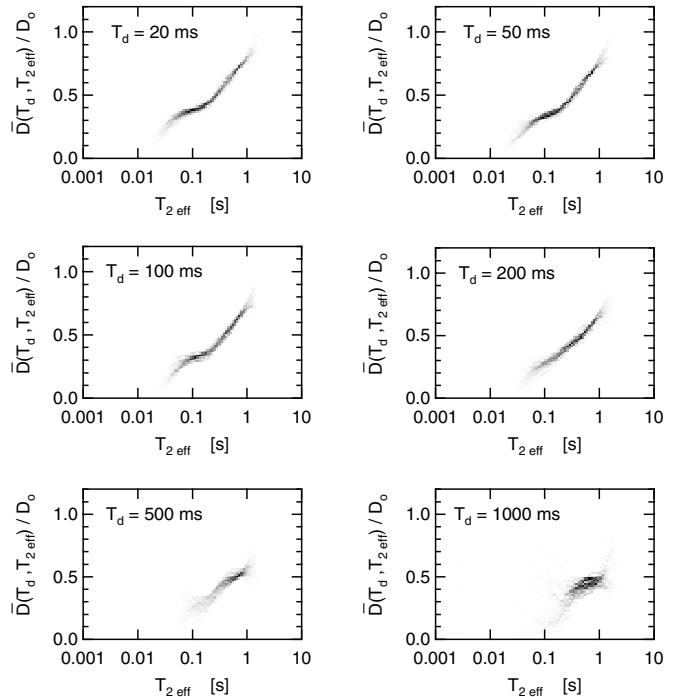 T_d = 20 ms
D̄(T_d , T_2 eff) / D_o
1.0
0.5
0.0
0.001 0.01 0.1 1 10
T_2 eff [s]
T_d = 50 ms
D̄(T_d , T_2 eff) / D_o
1.0
0.5
0.0
0.001 0.01 0.1 1 10
T_2 eff [s]
T_d = 100 ms
D̄(T_d , T_2 eff) / D_o
1.0
0.5
0.0
0.001 0.01 0.1 1 10
T_2 eff [s]
T_d = 200 ms
D̄(T_d , T_2 eff) / D_o
1.0
0.5
0.0
0.001 0.01 0.1 1 10
T_2 eff [s]
T_d = 500 ms
D̄(T_d , T_2 eff) / D_o
1.0
0.5
0.0
0.001 0.01 0.1 1 10
T_2 eff [s]
T_d = 1000 ms
D̄(T_d , T_2 eff) / D_o
1.0
0.5
0.0
0.001 0.01 0.1 1 10
T_2 eff [s]